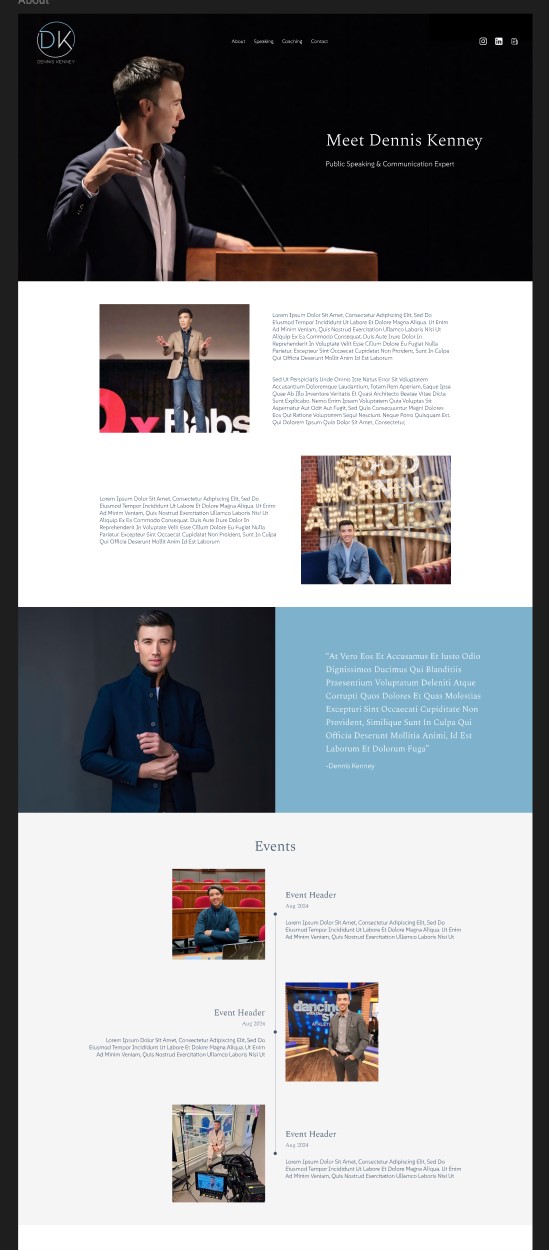 About
DK
DENNIS KENNEY
About Speaking Coaching Contact
Meet Dennis Kenney
Public Speaking & Communication Expert
Lorem Ipsum Dolor Sit Amet, Consectetur Adipiscing Elit, Sed Do
Eiusmod Tempor Incididunt Ut Labore Et Dolore Magna Aliqua. Ut Enim
Ad Minim Veniam, Quis Nostrud Exercitation Ullamco Laboris Nisi Ut
Aliquip Ex Ea Commodo Consequat. Duis Aute Irure Dolor In
Reprehenderit In Voluptate Velit Esse Cillum Dolore Eu Fugiat Nulla
Pariatur. Excepteur Sint Occaecat Cupidatat Non Proident, Sunt In Culpa
Qui Officia Deserunt Mollit Anim Id Est Laborum
Sed Ut Perspiciatis Unde Omnis Iste Natus Error Sit Voluptatem
Accusantium Doloremque Laudantium, Totam Rem Aperiam, Eaque Ipsa
Quae Ab Illo Inventore Veritatis Et Quasi Architecto Beatae Vitae Dicta
Sunt Explicabo. Nemo Enim Ipsam Voluptatem Quia Voluptas Sit
Aspernatur Aut Odit Aut Fugit, Sed Quia Consequuntur Magni Dolores
Eos Qui Ratione Voluptatem Sequi Nesciunt. Neque Porro Quisquam Est,
Qui Dolorem Ipsum Quia Dolor Sit Amet, Consectetur,
x Babs
GOOD
MORNING
Lorem Ipsum Dolor Sit Amet, Consectetur Adipiscing Elit, Sed Do
Eiusmod Tempor Incididunt Ut Labore Et Dolore Magna Aliqua. Ut Enim
Ad Minim Veniam, Quis Nostrud Exercitation Ullamco Laboris Nisi Ut
Aliquip Ex Ea Commodo Consequat. Duis Aute Irure Dolor In
Reprehenderit In Voluptate Velit Esse Cillum Dolore Eu Fugiat Nulla
Pariatur. Excepteur Sint Occaecat Cupidatat Non Proident, Sunt In Culpa
Qui Officia Deserunt Mollit Anim Id Est Laborum
"At Vero Eos Et Accusamus Et Iusto Odio
Dignissimos Ducimus Qui Blanditiis
Praesentium Voluptatum Deleniti Atque
Corrupti Quos Dolores Et Quas Molestias
Excepturi Sint Occaecati Cupiditate Non
Provident, Similique Sunt In Culpa Qui
Officia Deserunt Mollitia Animi, Id Est
Laborum Et Dolorum Fuga"
-Dennis Kenney
Events
Event Header
Aug 2024
Lorem Ipsum Dolor Sit Amet, Consectetur Adipiscing Elit, Sed Do
Eiusmod Tempor Incididunt Ut Labore Et Dolore Magna Aliqua. Ut Enim
Ad Minim Veniam, Quis Nostrud Exercitation Ullamco Laboris Nisi Ut
Event Header
Aug 2024
Lorem Ipsum Dolor Sit Amet, Consectetur Adipiscing Elit, Sed Do
Eiusmod Tempor Incididunt Ut Labore Et Dolore Magna Aliqua. Ut Enim
Ad Minim Veniam, Quis Nostrud Exercitation Ullamco Laboris Nisi Ut
dancing
Event Header
Aug 2024
Lorem Ipsum Dolor Sit Amet, Consectetur Adipiscing Elit, Sed Do
Eiusmod Tempor Incididunt Ut Labore Et Dolore Magna Aliqua. Ut Enim
Ad Minim Veniam, Quis Nostrud Exercitation Ullamco Laboris Nisi Ut